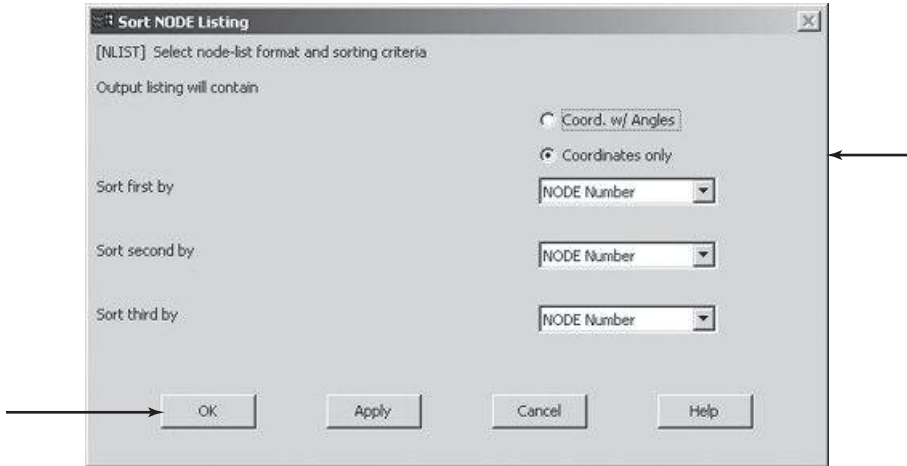 Sort NODE Listing
[NLIST] Select node-list format and sorting criteria
Output listing will contain
Coord. w/ Angles
Coordinates only
Sort first by
NODE Number
Sort second by
NODE Number
Sort third by
NODE Number
OK
Apply
Cancel
Help